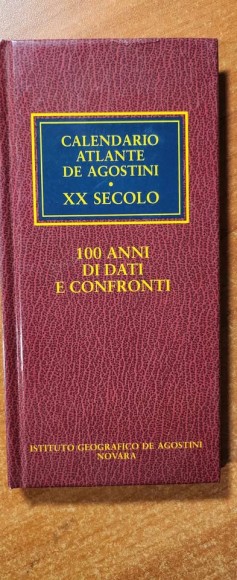 CALENDARIO
ATLANTE
DE AGOSTINI
•
XX SECOLO
100 ANNI
DI DATI
E CONFRONTI
ISTITUTO GEOGRAFICO DE AGOSTINI
NOVARA